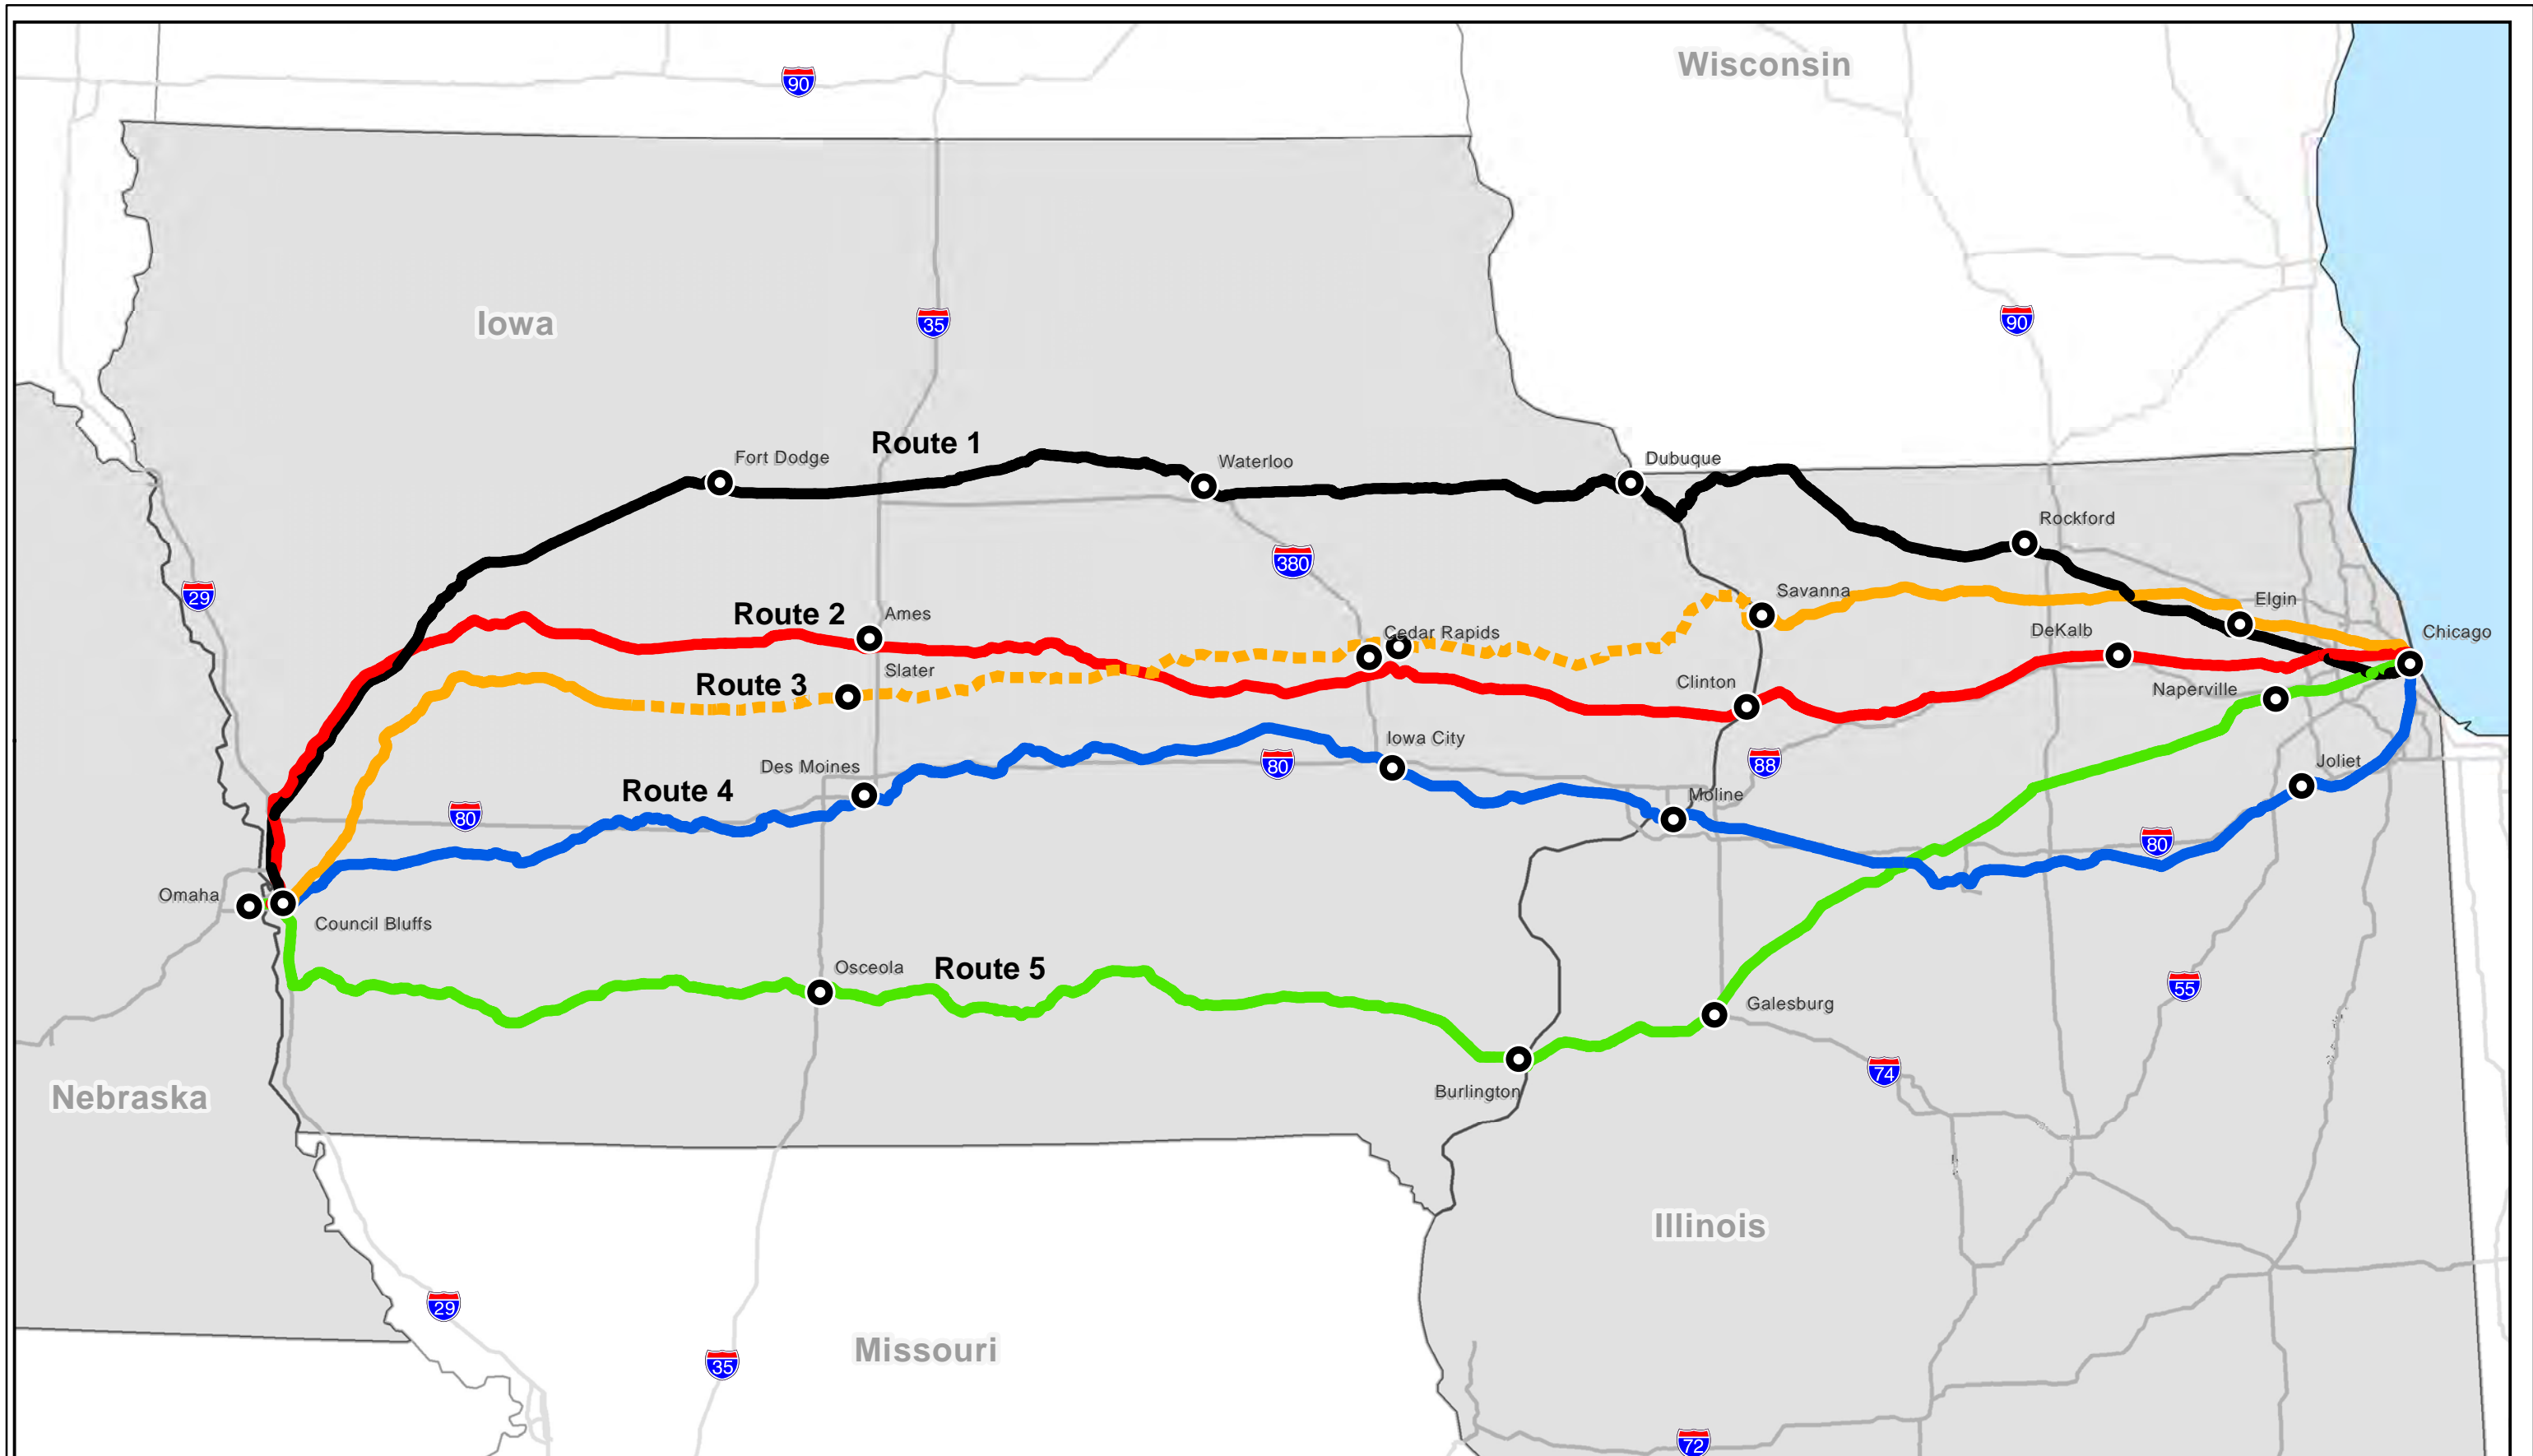 Wisconsin
90
Iowa
35
90
Route 1
Fort Dodge
Waterloo
Dubuque
Rockford
380
29
Savanna
Elgin
Route 2
Ames
Cedar Rapids
DeKalb
Chicago
Slater
Route 3
Clinton
Naperville
Iowa City
Des Moines
80
88
Joliet
Route 4
Moline
80
80
Omaha
Council Bluffs
Osceola
Route 5
55
Galesburg
74
Nebraska
Burlington
Illinois
29
Missouri
35
72